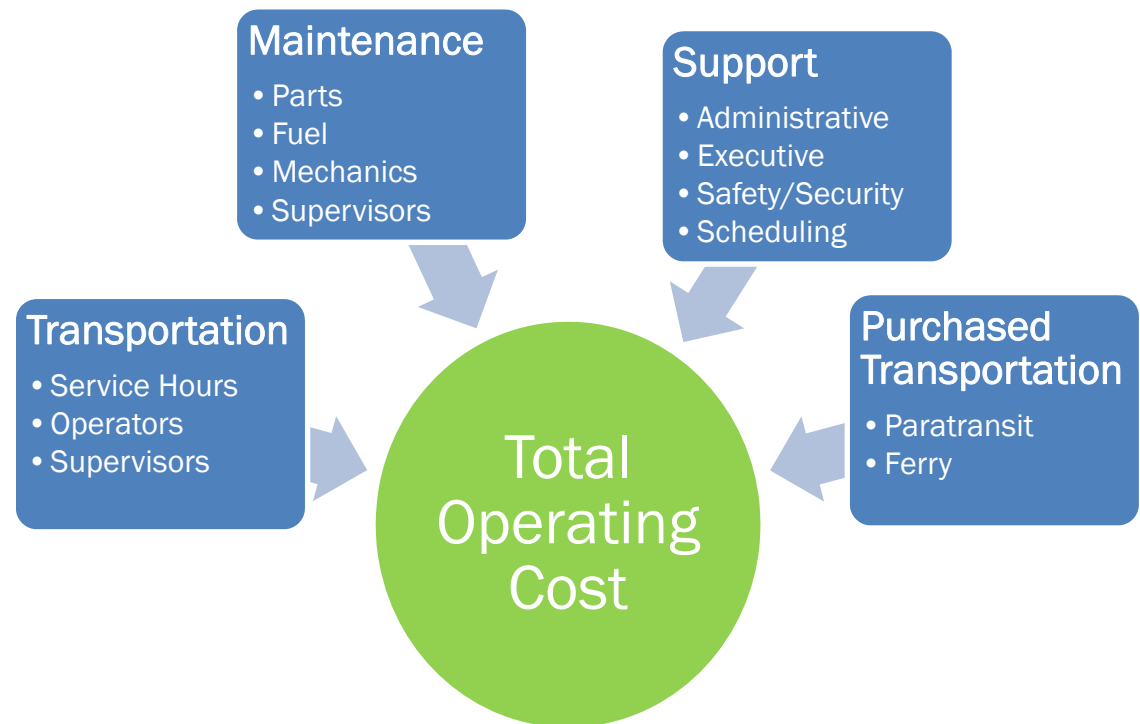 Maintenance
• Parts
• Fuel
• Mechanics
• Supervisors
Support
• Administrative
• Executive
• Safety/Security
• Scheduling
Transportation
• Service Hours
• Operators
• Supervisors
Purchased
Transportation
• Paratransit
• Ferry
Total
Operating
Cost